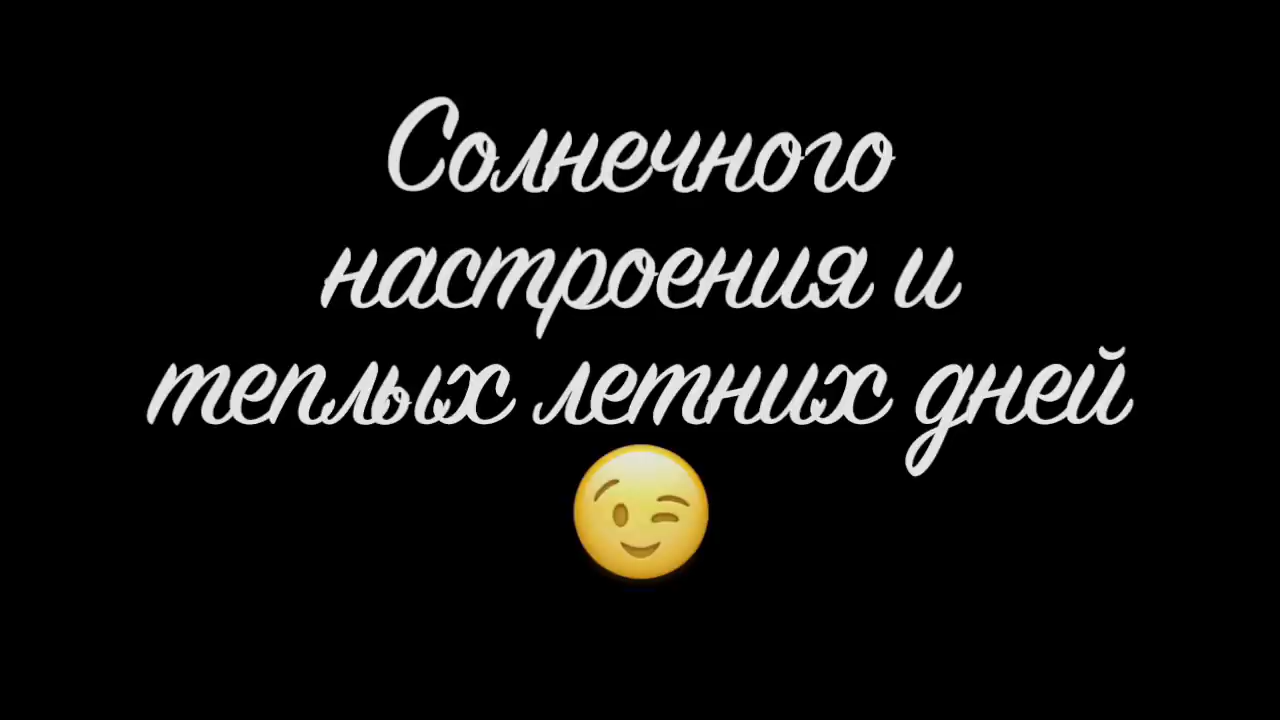 Солнечного
настроения и
теплых летних дней
😉